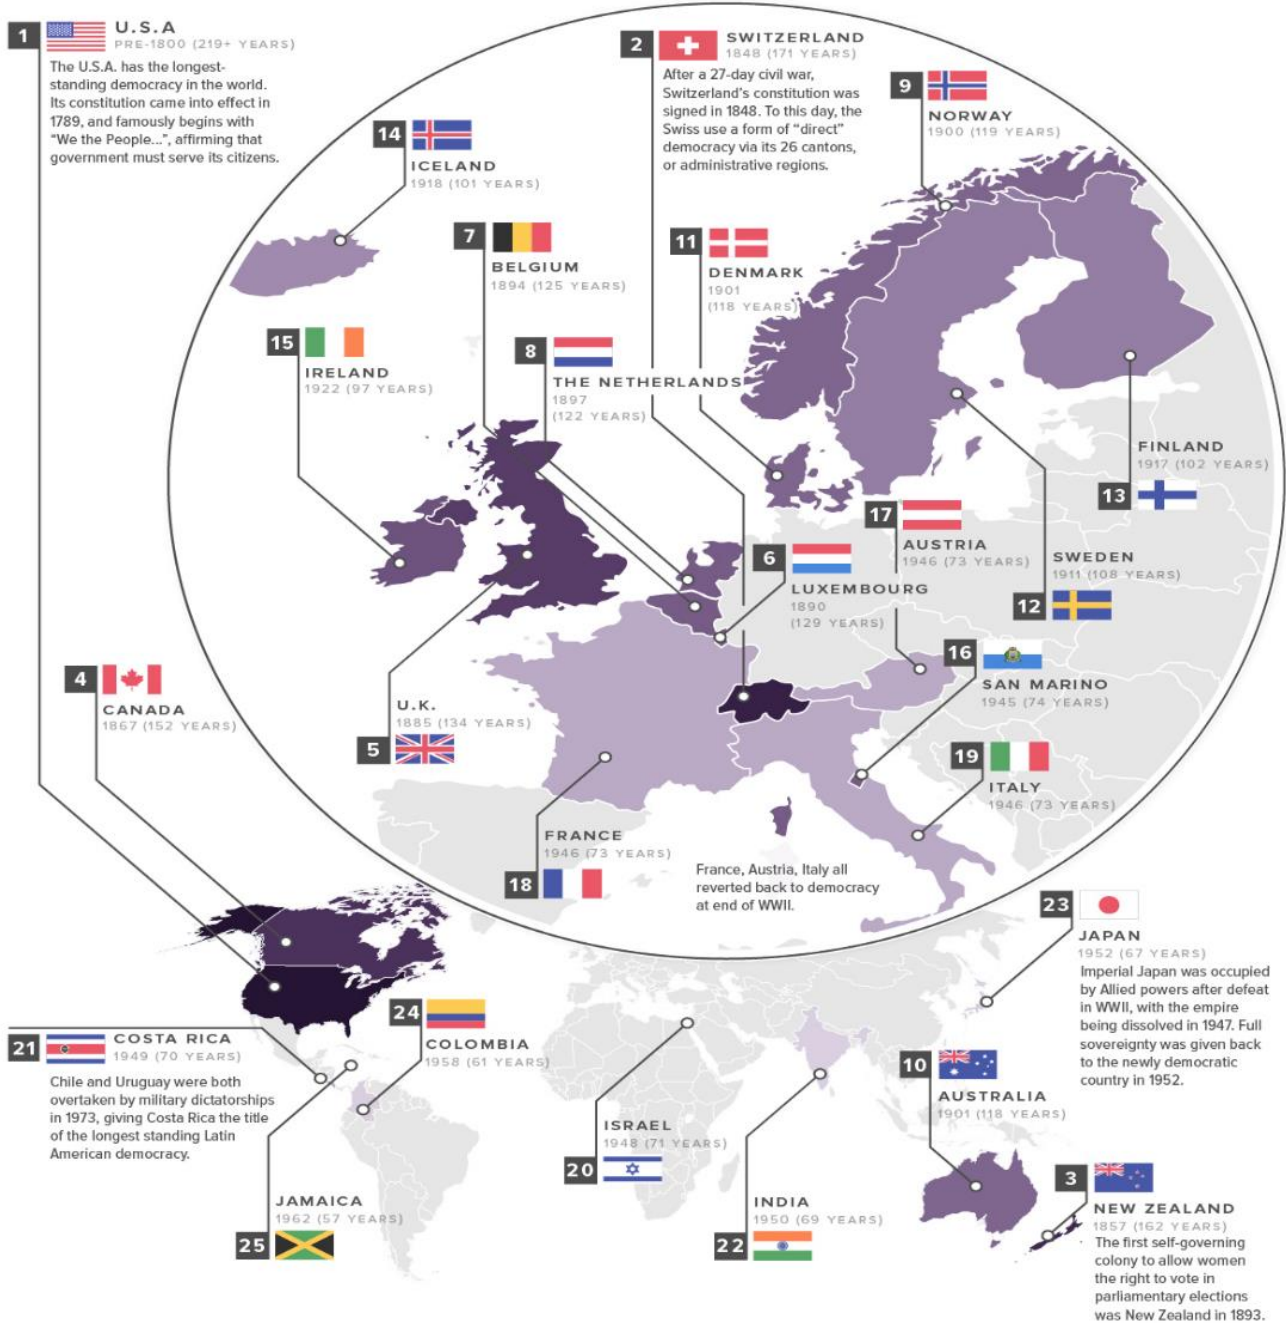 1
U.S.A
PRE-1800 (219+ YEARS)
The U.S.A. has the longest-
standing democracy in the world.
Its constitution came into effect in
1789, and famously begins with
“We the People...”, affirming that
government must serve its citizens.
2
SWITZERLAND
1848 (171 YEARS)
After a 27-day civil war,
Switzerland’s constitution was
signed in 1848. To this day, the
Swiss use a form of “direct”
democracy via its 26 cantons,
or administrative regions.
9
NORWAY
1900 (119 YEARS)
14
ICELAND
1918 (101 YEARS)
7
BELGIUM
1894 (125 YEARS)
11
DENMARK
1901
(118 YEARS)
15
IRELAND
1922 (97 YEARS)
8
THE NETHERLANDS
1897
(122 YEARS)
FINLAND
1917 (102 YEARS)
13
17
AUSTRIA
1946 (73 YEARS)
6
LUXEMBOURG
1890
(129 YEARS)
SWEDEN
1911 (108 YEARS)
12
16
SAN MARINO
1945 (74 YEARS)
4
CANADA
1867 (152 YEARS)
U.K.
1885 (134 YEARS)
5
19
ITALY
1946 (73 YEARS)
FRANCE
1946 (73 YEARS)
18
France, Austria, Italy all
reverted back to democracy
at end of WWII.
23
JAPAN
1952 (67 YEARS)
Imperial Japan was occupied
by Allied powers after defeat
in WWII, with the empire
being dissolved in 1947. Full
sovereignty was given back
to the newly democratic
country in 1952.
24
COLOMBIA
1958 (61 YEARS)
21
COSTA RICA
1949 (70 YEARS)
Chile and Uruguay were both
overtaken by military dictatorships
in 1973, giving Costa Rica the title
of the longest standing Latin
American democracy.
10
AUSTRALIA
1901 (118 YEARS)
ISRAEL
1948 (71 YEARS)
20
JAMAICA
1962 (57 YEARS)
25
INDIA
1950 (69 YEARS)
22
3
NEW ZEALAND
1857 (162 YEARS)
The first self-governing
colony to allow women
the right to vote in
parliamentary elections
was New Zealand in 1893.